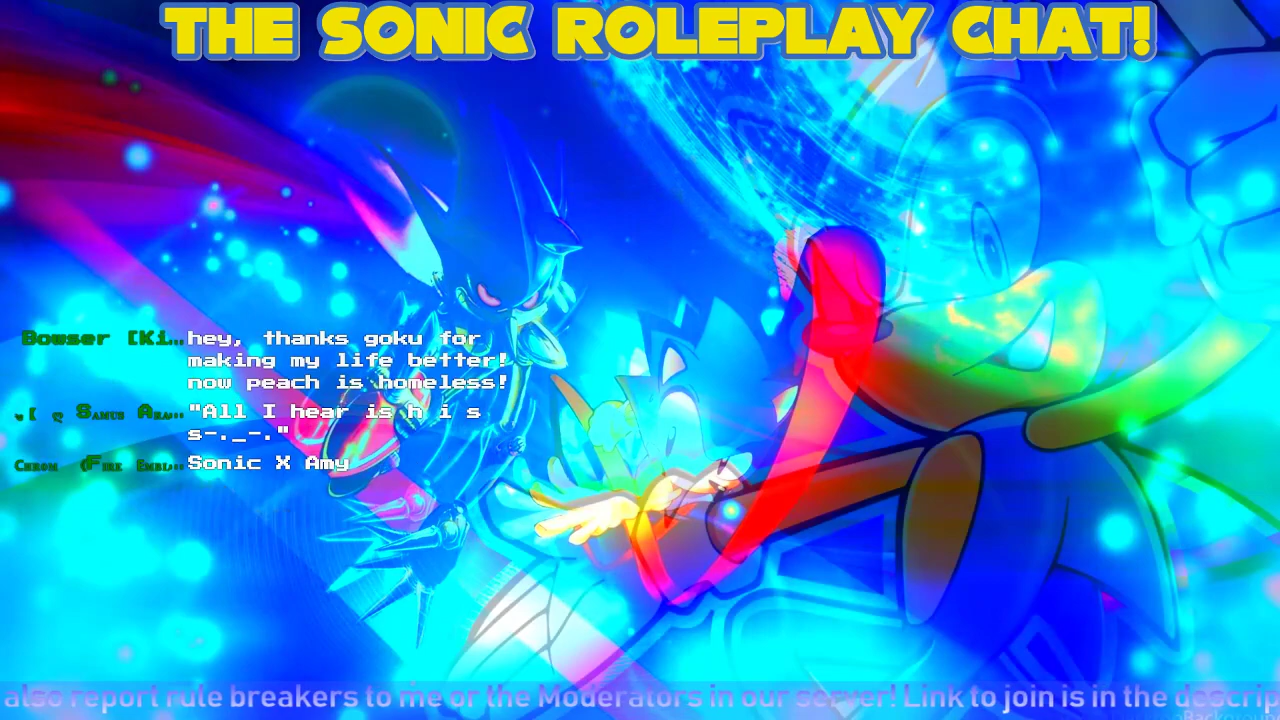 THE SONIC ROLEPLAY CHAT!
Bowser [Ki... hey, thanks goku for
making my life better!
now peach is homeless!
Samus Ara... "All I hear is h i s
s-._-."
Chrom (Fire Embl... Sonic X Amy
also report rule breakers to me or the Moderators in our server! Link to join is in the descrip